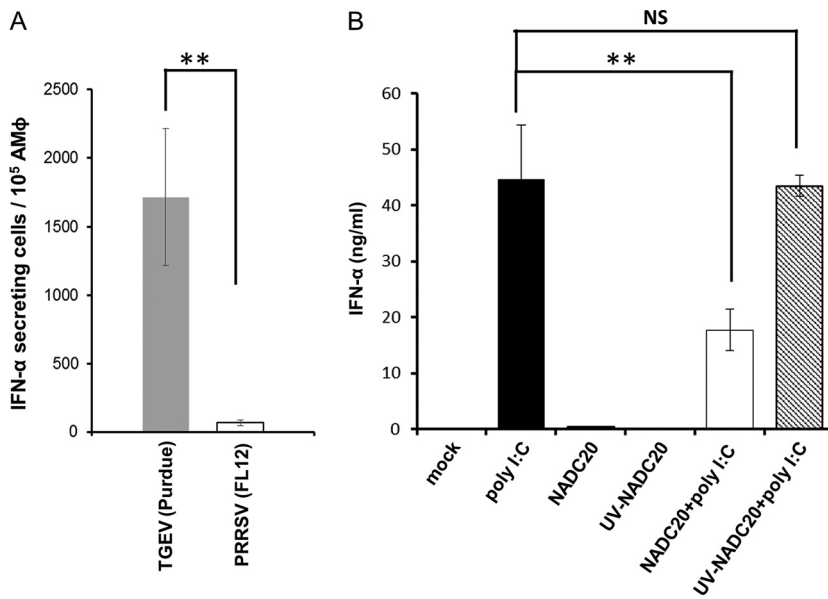 A
**
IFN-α secreting cells / 10⁵ AMϕ
2500
2000
1500
1000
500
0
TGEV (Purdue)
PRRSV (FL12)
B
NS
**
IFN-α (ng/ml)
60
50
40
30
20
10
0
mock
poly I:C
NADC20
UV-NADC20
NADC20+poly I:C
UV-NADC20+poly I:C